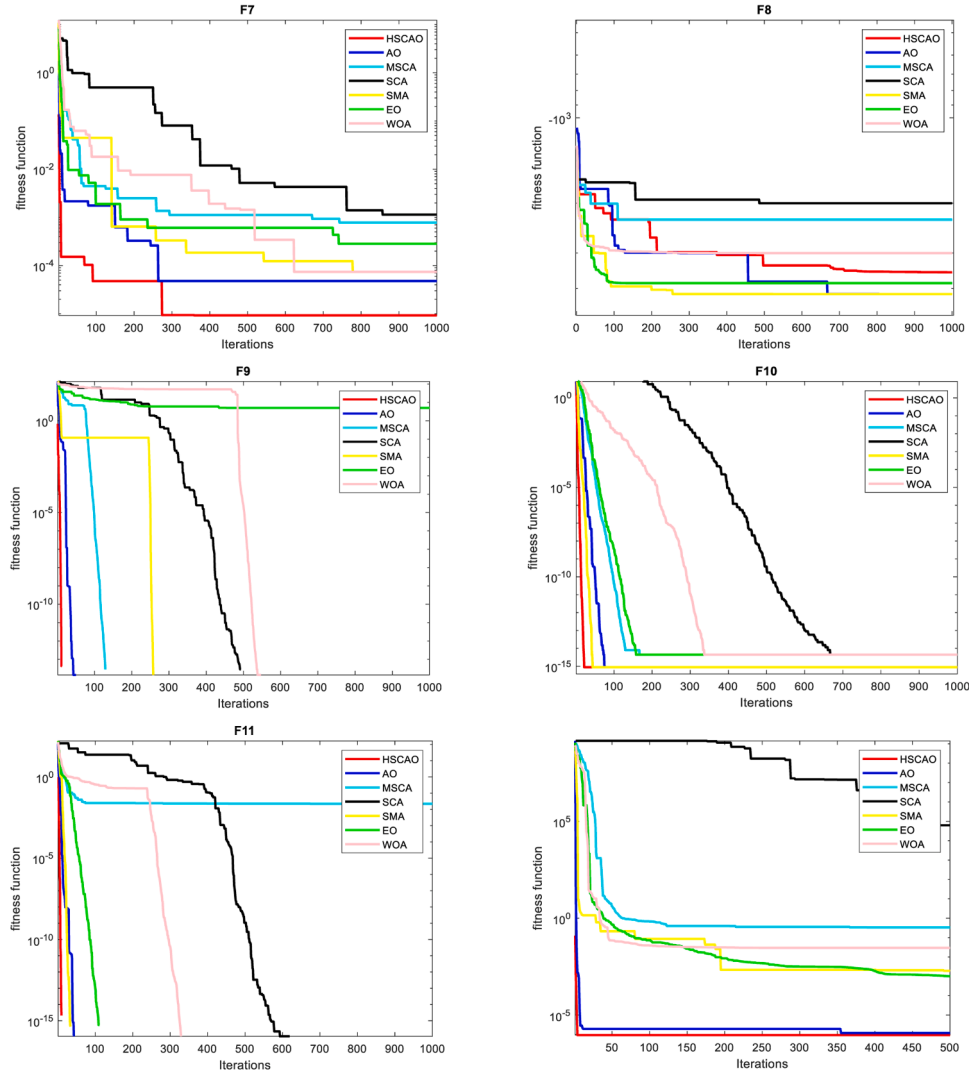 F7
fitness function
10^0
10^-2
10^-4
HSCAO
AO
MSCA
SCA
SMA
EO
WOA
100 200 300 400 500 600 700 800 900 1000
Iterations
F8
fitness function
-10^3
HSCAO
AO
MSCA
SCA
SMA
EO
WOA
0 100 200 300 400 500 600 700 800 900 1000
Iterations
F9
fitness function
10^0
10^-5
10^-10
HSCAO
AO
MSCA
SCA
SMA
EO
WOA
100 200 300 400 500 600 700 800 900 1000
Iterations
F10
fitness function
10^0
10^-5
10^-10
10^-15
HSCAO
AO
MSCA
SCA
SMA
EO
WOA
100 200 300 400 500 600 700 800 900 1000
Iterations
F11
fitness function
10^0
10^-5
10^-10
10^-15
HSCAO
AO
MSCA
SCA
SMA
EO
WOA
100 200 300 400 500 600 700 800 900 1000
Iterations
fitness function
10^5
10^0
10^-5
HSCAO
AO
MSCA
SCA
SMA
EO
WOA
50 100 150 200 250 300 350 400 450 500
Iterations